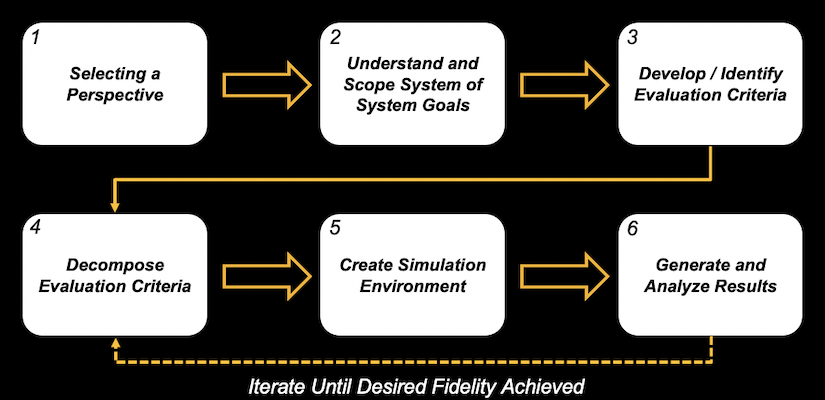 1
Selecting a
Perspective
2
Understand and
Scope System of
System Goals
3
Develop / Identify
Evaluation Criteria
4
Decompose
Evaluation Criteria
5
Create Simulation
Environment
6
Generate and
Analyze Results
Iterate Until Desired Fidelity Achieved